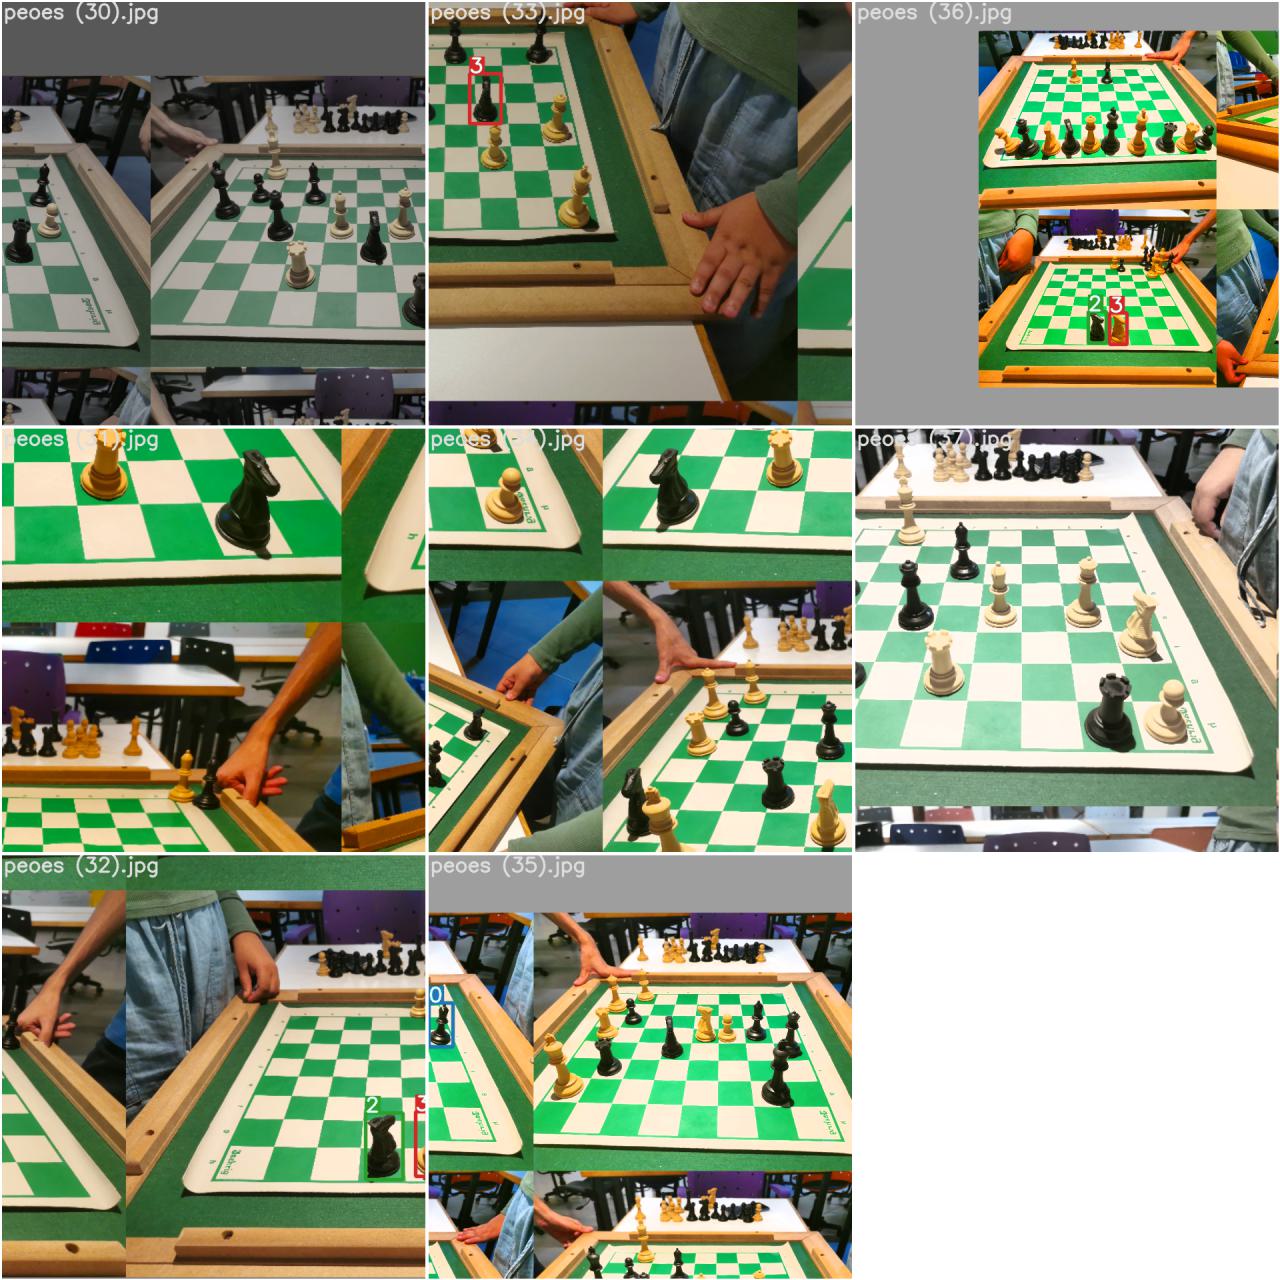 peoes (30).jpg
peoes (33).jpg
3
peoes (36).jpg
2
3
peoes (31).jpg
peoes (34).jpg
peoes (37).jpg
peoes (32).jpg
2
3
peoes (35).jpg
0